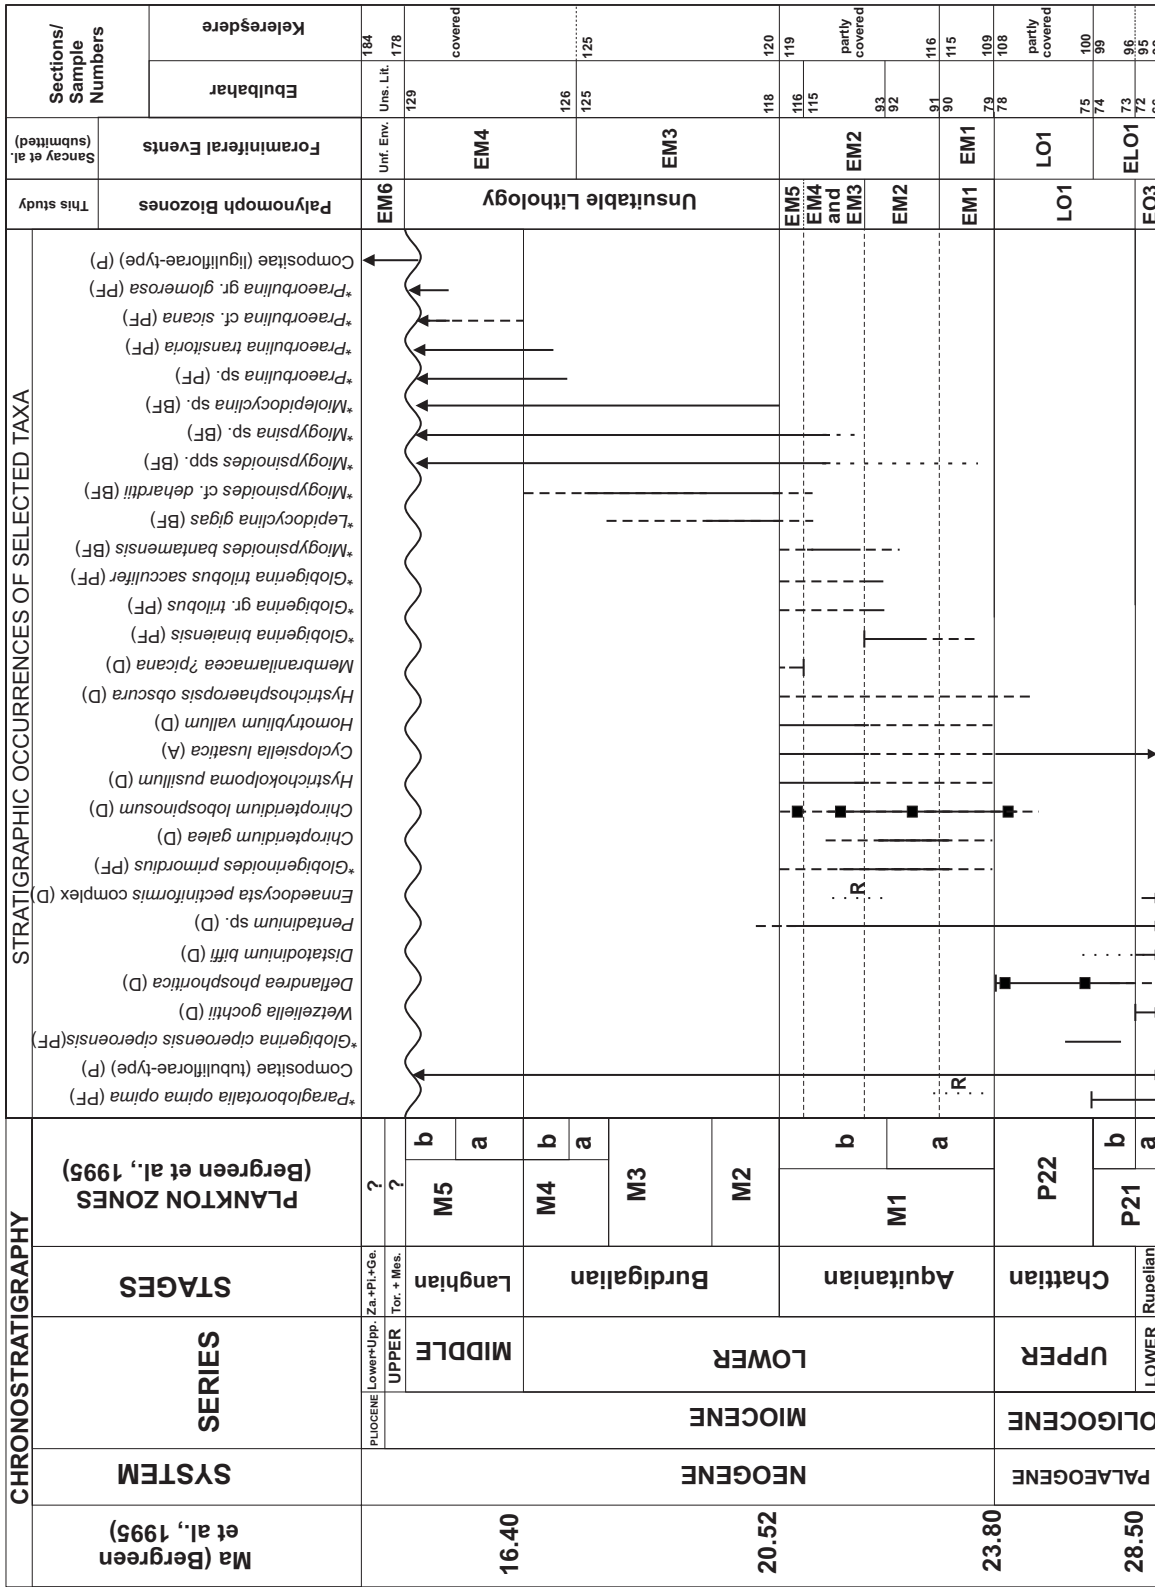 CHRONOSTRATIGRAPHY
Ma (Bergreen
et al., 1995)
SYSTEM
SERIES
STAGES
PLANKTON ZONES
(Bergreen et al., 1995)
STRATIGRAPHIC OCCURRENCES OF SELECTED TAXA
*Paragloborotalia opima opima (PF)
Compositae (tubuliflorae-type) (P)
*Globigerina ciperoensis ciperoensis(PF)
Wetzeliella gochtii (D)
Deflandrea phosphoritica (D)
Distatodinium biffi (D)
Pentadinium sp. (D)
Ennaedocysta pectiniformis complex (D)
*Globigerinoides primordius (PF)
Chiropteridium galea (D)
Chiropteridium lobospinosum (D)
Hystrichokolpoma pusillum (D)
Cyclopsiella lusatica (A)
Homotryblium vallum (D)
Hystrichosphaeropsis obscura (D)
Membranilarnacea ?picana (D)
*Globigerina binaiensis (PF)
*Globigerina gr. trilobus (PF)
*Globigerina trilobus sacculifer (PF)
*Miogypsinoides bantamensis (BF)
*Lepidocyclina gigas (BF)
*Miogypsinoides cf. dehardtii (BF)
*Miogypsinoides spp. (BF)
*Miogypsina sp. (BF)
*Miolepidocyclina sp. (BF)
*Praeorbulina sp. (PF)
*Praeorbulina transitoria (PF)
*Praeorbulina cf. sicana (PF)
*Praeorbulina gr. glomerosa (PF)
Compositae (liguliflorae-type) (P)
This study
Palynomoph Biozones
Sancay et al.
(submitted)
Foraminiferal Events
Sections/
Sample
Numbers
Ebulbahar
Keleresdere
16.40
20.52
23.80
28.50
NEOGENE
PALAEOGENE
PLIOCENE
MIOCENE
OLIGOCENE
Lower+Upp.
UPPER
MIDDLE
LOWER
UPPER
LOWER
Za.+Pi.+Ge.
Tor. + Mes.
Langhian
Burdigalian
Aquitanian
Chattian
Rupelian
?
?
M5
b
a
M4
b
a
M3
M2
M1
b
a
P22
P21
b
a
R
R
EM6
Unsuitable Lithology
EM5
EM4
and
EM3
EM2
EM1
LO1
EO3
Unf. Env.
EM4
EM3
EM2
EM1
LO1
ELO1
Uns. Lit.
129
126
125
118
116
115
93
92
91
90
79
78
75
74
73
72
184
178
covered
125
120
119
partly
covered
116
115
109
108
partly
covered
100
99
96
95